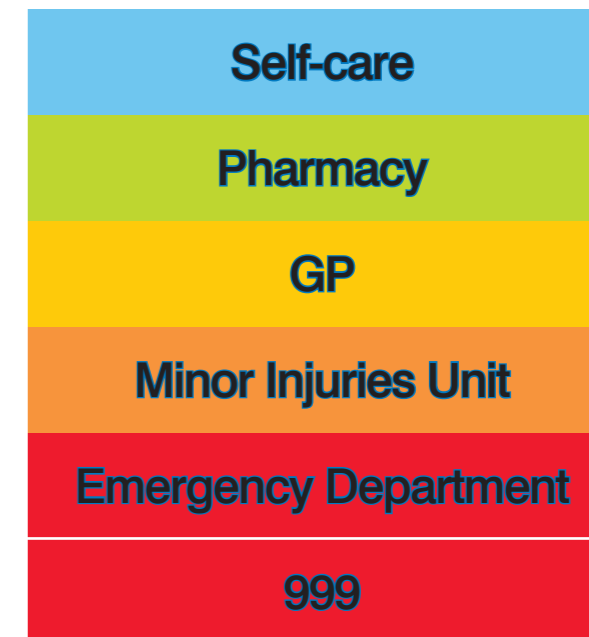 Self-care
Pharmacy
GP
Minor Injuries Unit
Emergency Department
999